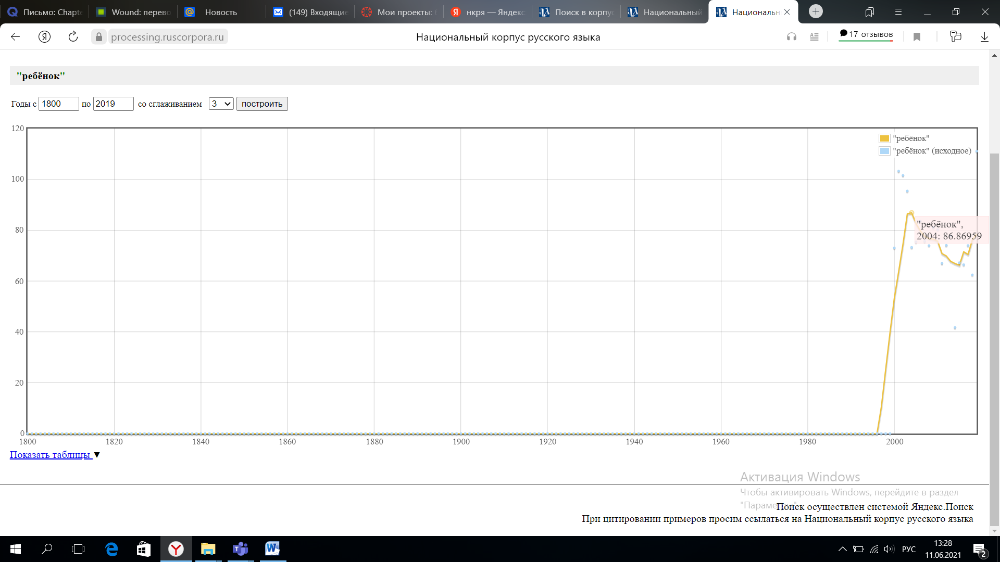 Письмо: Chapte
Wound: перево
Новость
(149) Входящие
Мои проекты:
нкря — Яндекс
Поиск в корпус
Национальный
Националь
processing.ruscorpora.ru
Национальный корпус русского языка
17 отзывов
"ребёнок"
Годы с 1800 по 2019 со сглаживанием 3 построить
120
100
80
60
40
20
0
"ребёнок"
"ребёнок" (исходное)
"ребёнок",
2004: 86.86959
1800 1820 1840 1860 1880 1900 1920 1940 1960 1980 2000
Показать таблицы ▼
Активация Windows
Чтобы активировать Windows, перейдите в раздел
"Параметры".
Поиск осуществлен системой Яндекс.Поиск
При цитировании примеров просим ссылаться на Национальный корпус русского языка
РУС
13:28
11.06.2021
2